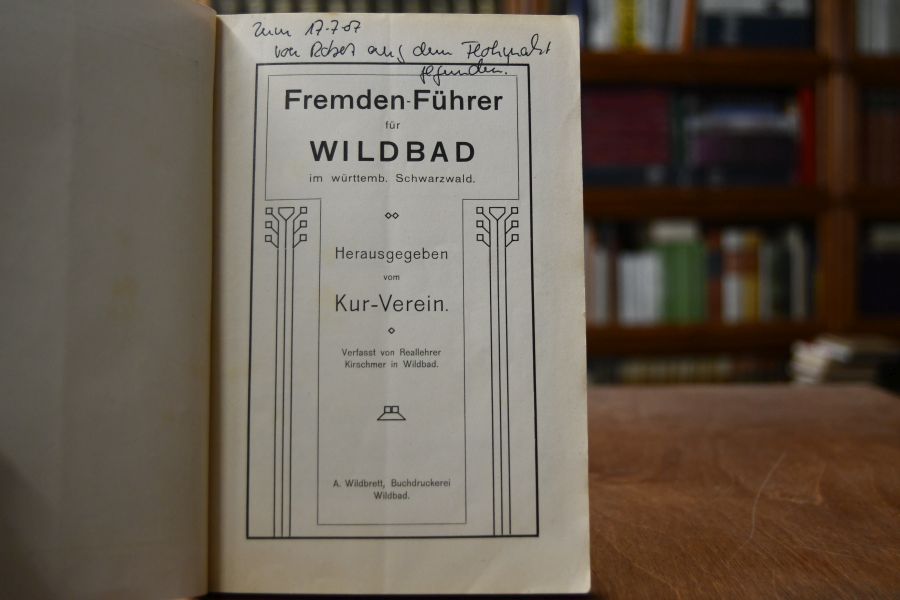 Zum 17.7.07
von Robert auf dem Flohmarkt
gefunden.
Fremden-Führer
für
WILDBAD
im württemb. Schwarzwald.
Herausgegeben
vom
Kur-Verein.
Verfasst von Reallehrer
Kirschmer in Wildbad.
A. Wildbrett, Buchdruckerei
Wildbad.